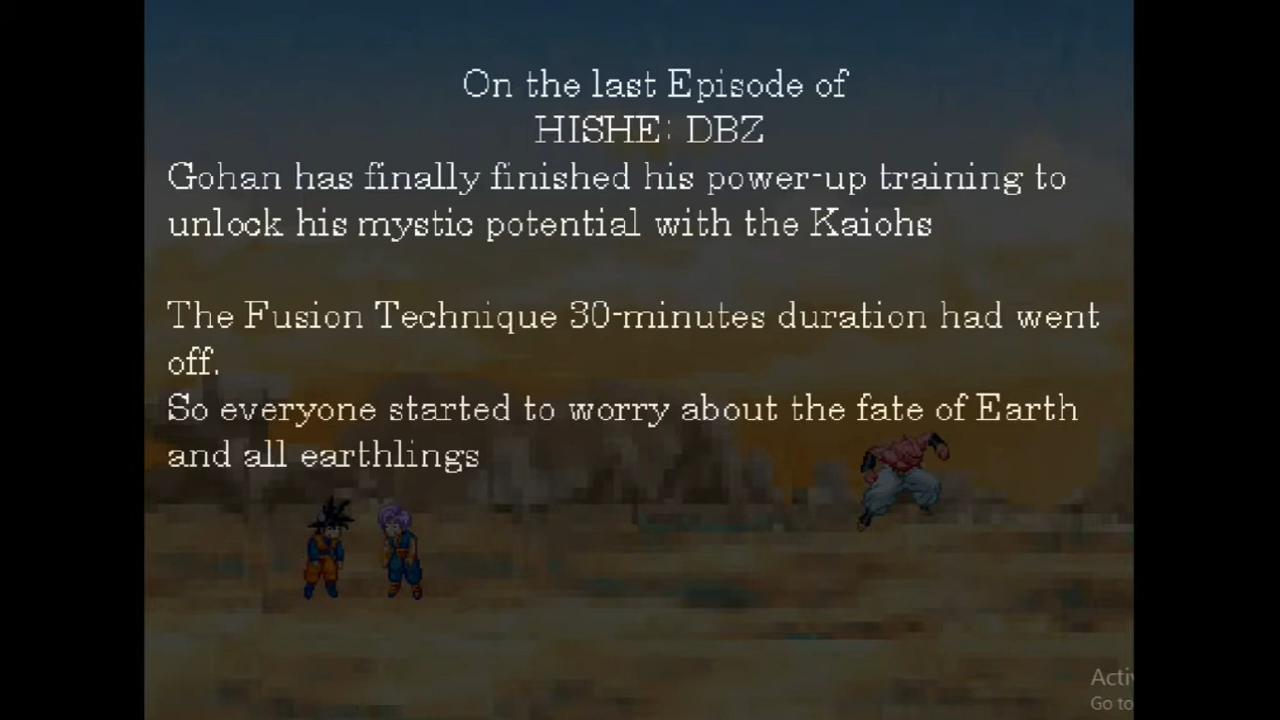 On the last Episode of
HISHE: DBZ
Gohan has finally finished his power-up training to
unlock his mystic potential with the Kaiohs
The Fusion Technique 30-minutes duration had went
off.
So everyone started to worry about the fate of Earth
and all earthlings
Go to